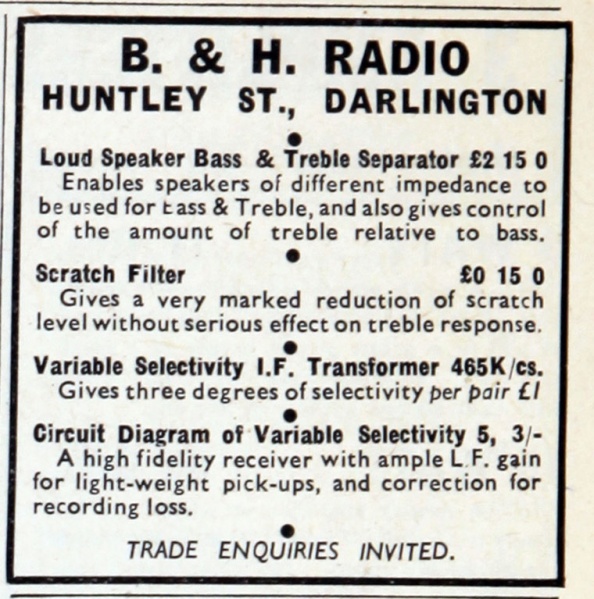 B. & H. RADIO
HUNTLEY ST., DARLINGTON
●
Loud Speaker Bass & Treble Separator £2 15 0
Enables speakers of different impedance to
be used for bass & Treble, and also gives control
of the amount of treble relative to bass.
●
Scratch Filter £0 15 0
Gives a very marked reduction of scratch
level without serious effect on treble response.
●
Variable Selectivity I.F. Transformer 465K/cs.
Gives three degrees of selectivity per pair £1
●
Circuit Diagram of Variable Selectivity 5, 3/-
A high fidelity receiver with ample L.F. gain
for light-weight pick-ups, and correction for
recording loss.
●
TRADE ENQUIRIES INVITED.